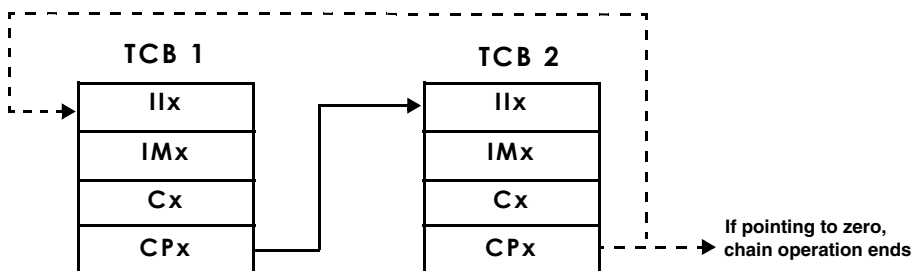 TCB 1
TCB 2
IIx
IIx
IMx
IMx
Cx
Cx
CPx
CPx
If pointing to zero,
chain operation ends